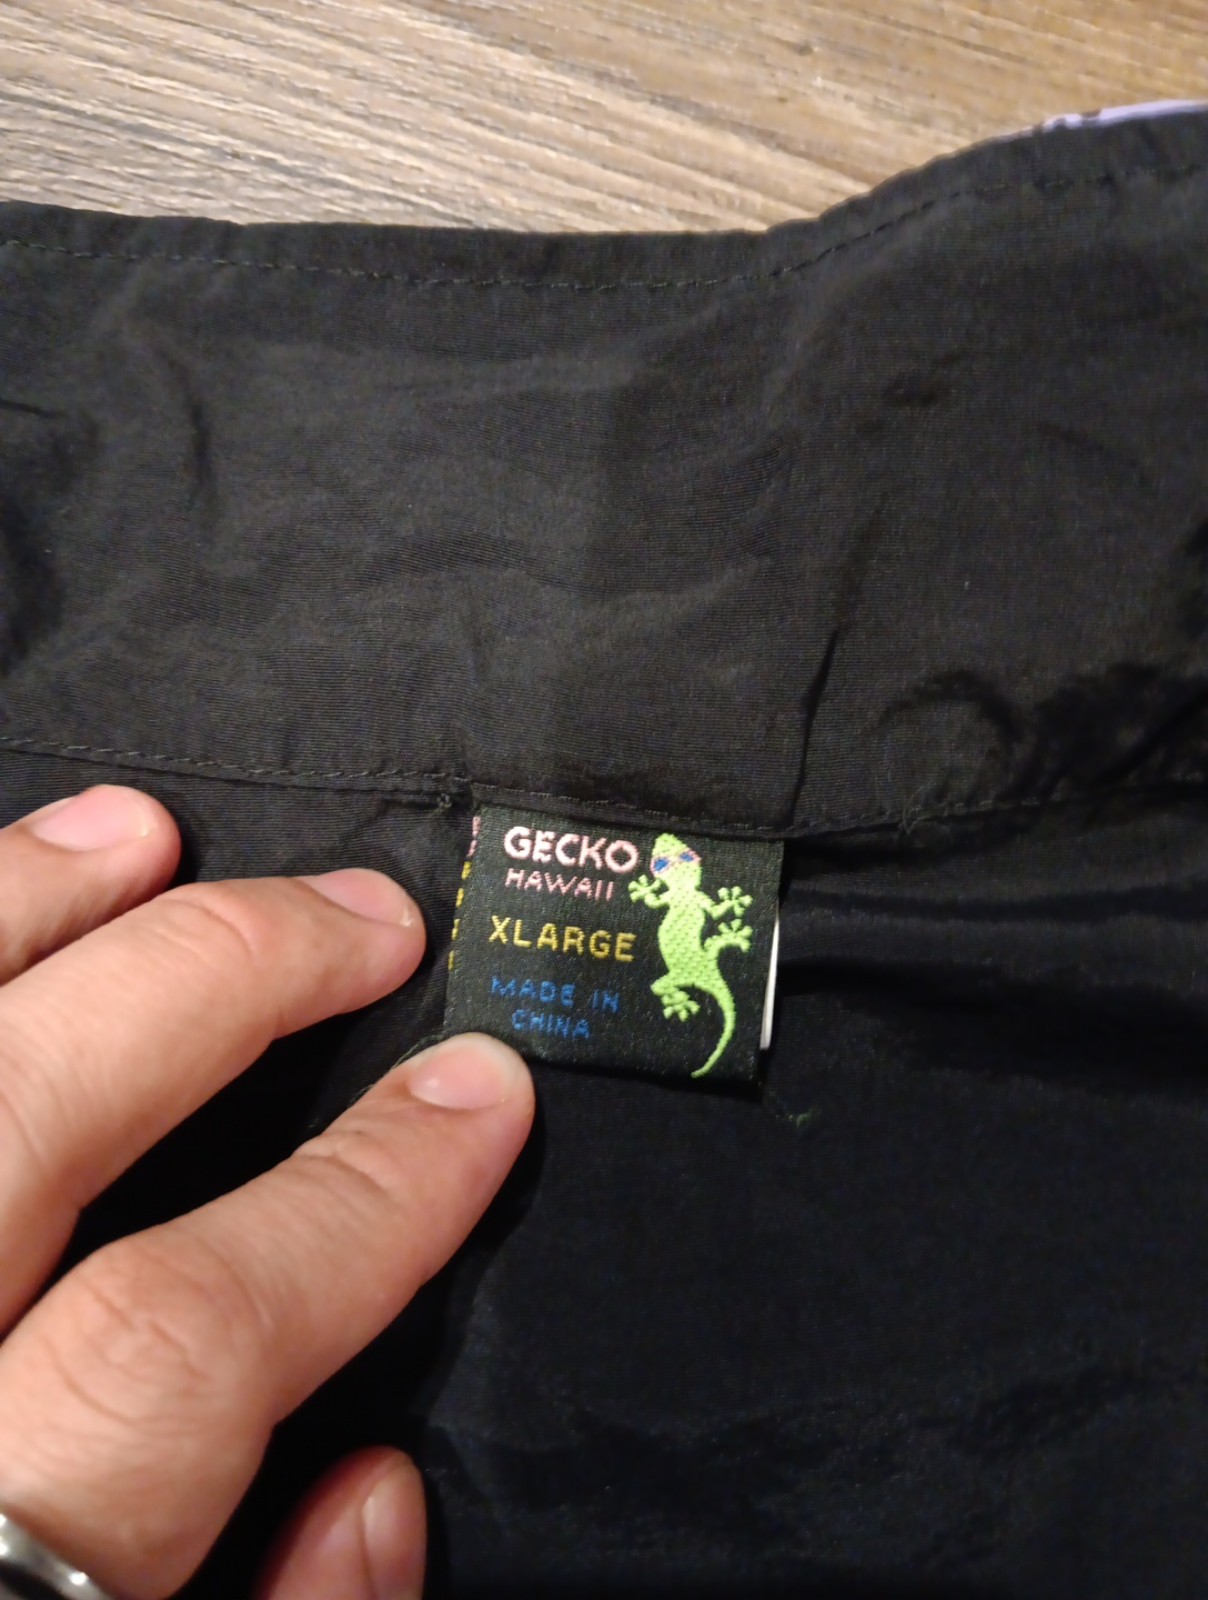 GECKO
HAWAII
XLARGE
MADE IN
CHINA